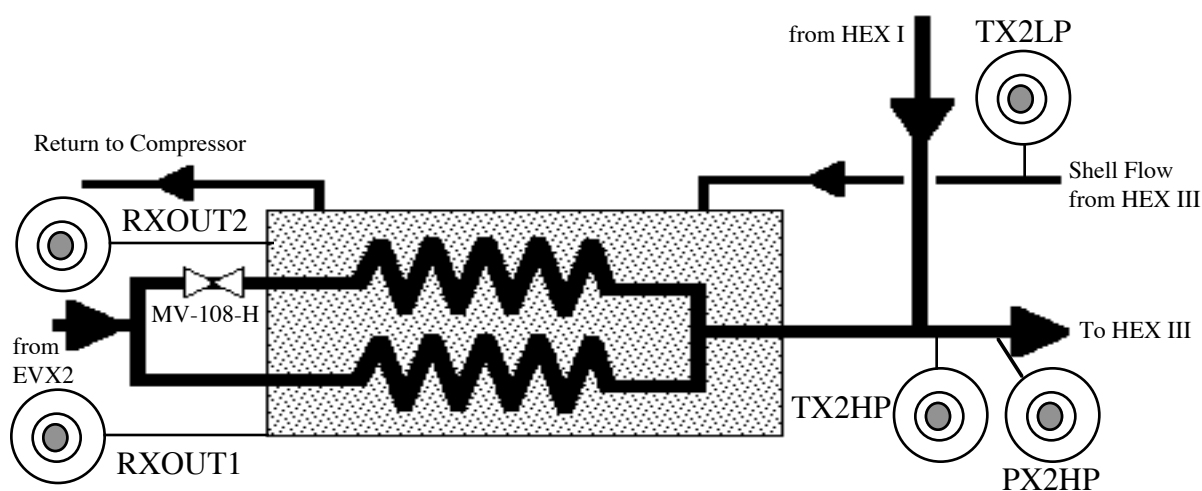 from HEX I
TX2LP
Return to Compressor
Shell Flow
from HEX III
RXOUT2
MV-108-H
from
EVX2
To HEX III
TX2HP
RXOUT1
PX2HP